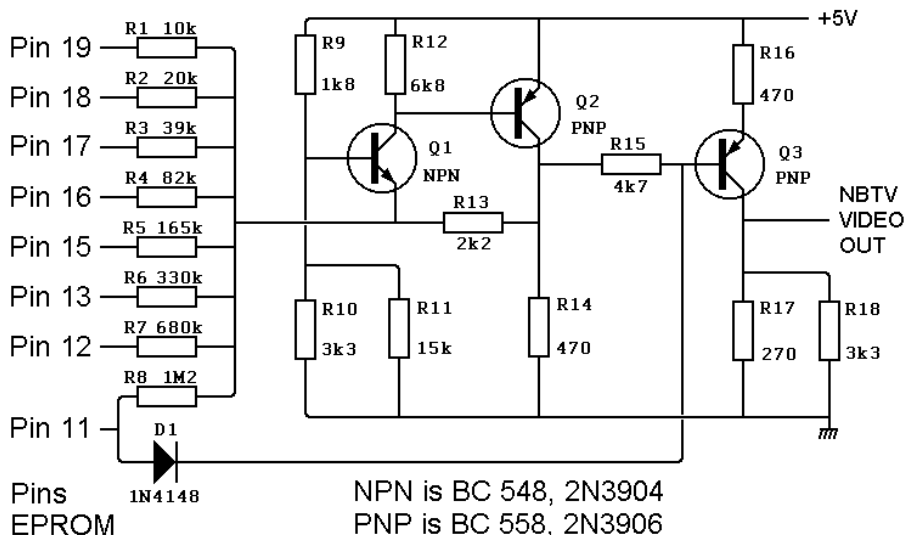 Pin 19
R1 10k
Pin 18
R2 20k
Pin 17
R3 39k
Pin 16
R4 82k
Pin 15
R5 165k
Pin 13
R6 330k
Pin 12
R7 680k
R8 1M2
Pin 11
D1
1N4148
Pins
EPROM
R9
1k8
R12
6k8
Q1
NPN
Q2
PNP
R13
2k2
R15
4k7
R10
3k3
R11
15k
R14
470
+5V
R16
470
Q3
PNP
NBTV
VIDEO
OUT
R17
270
R18
3k3
NPN is BC 548, 2N3904
PNP is BC 558, 2N3906